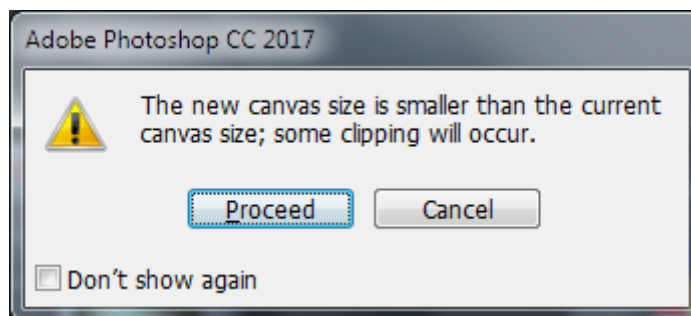 Adobe Photoshop CC 2017
The new canvas size is smaller than the current
canvas size; some clipping will occur.
Proceed
Cancel
Don't show again